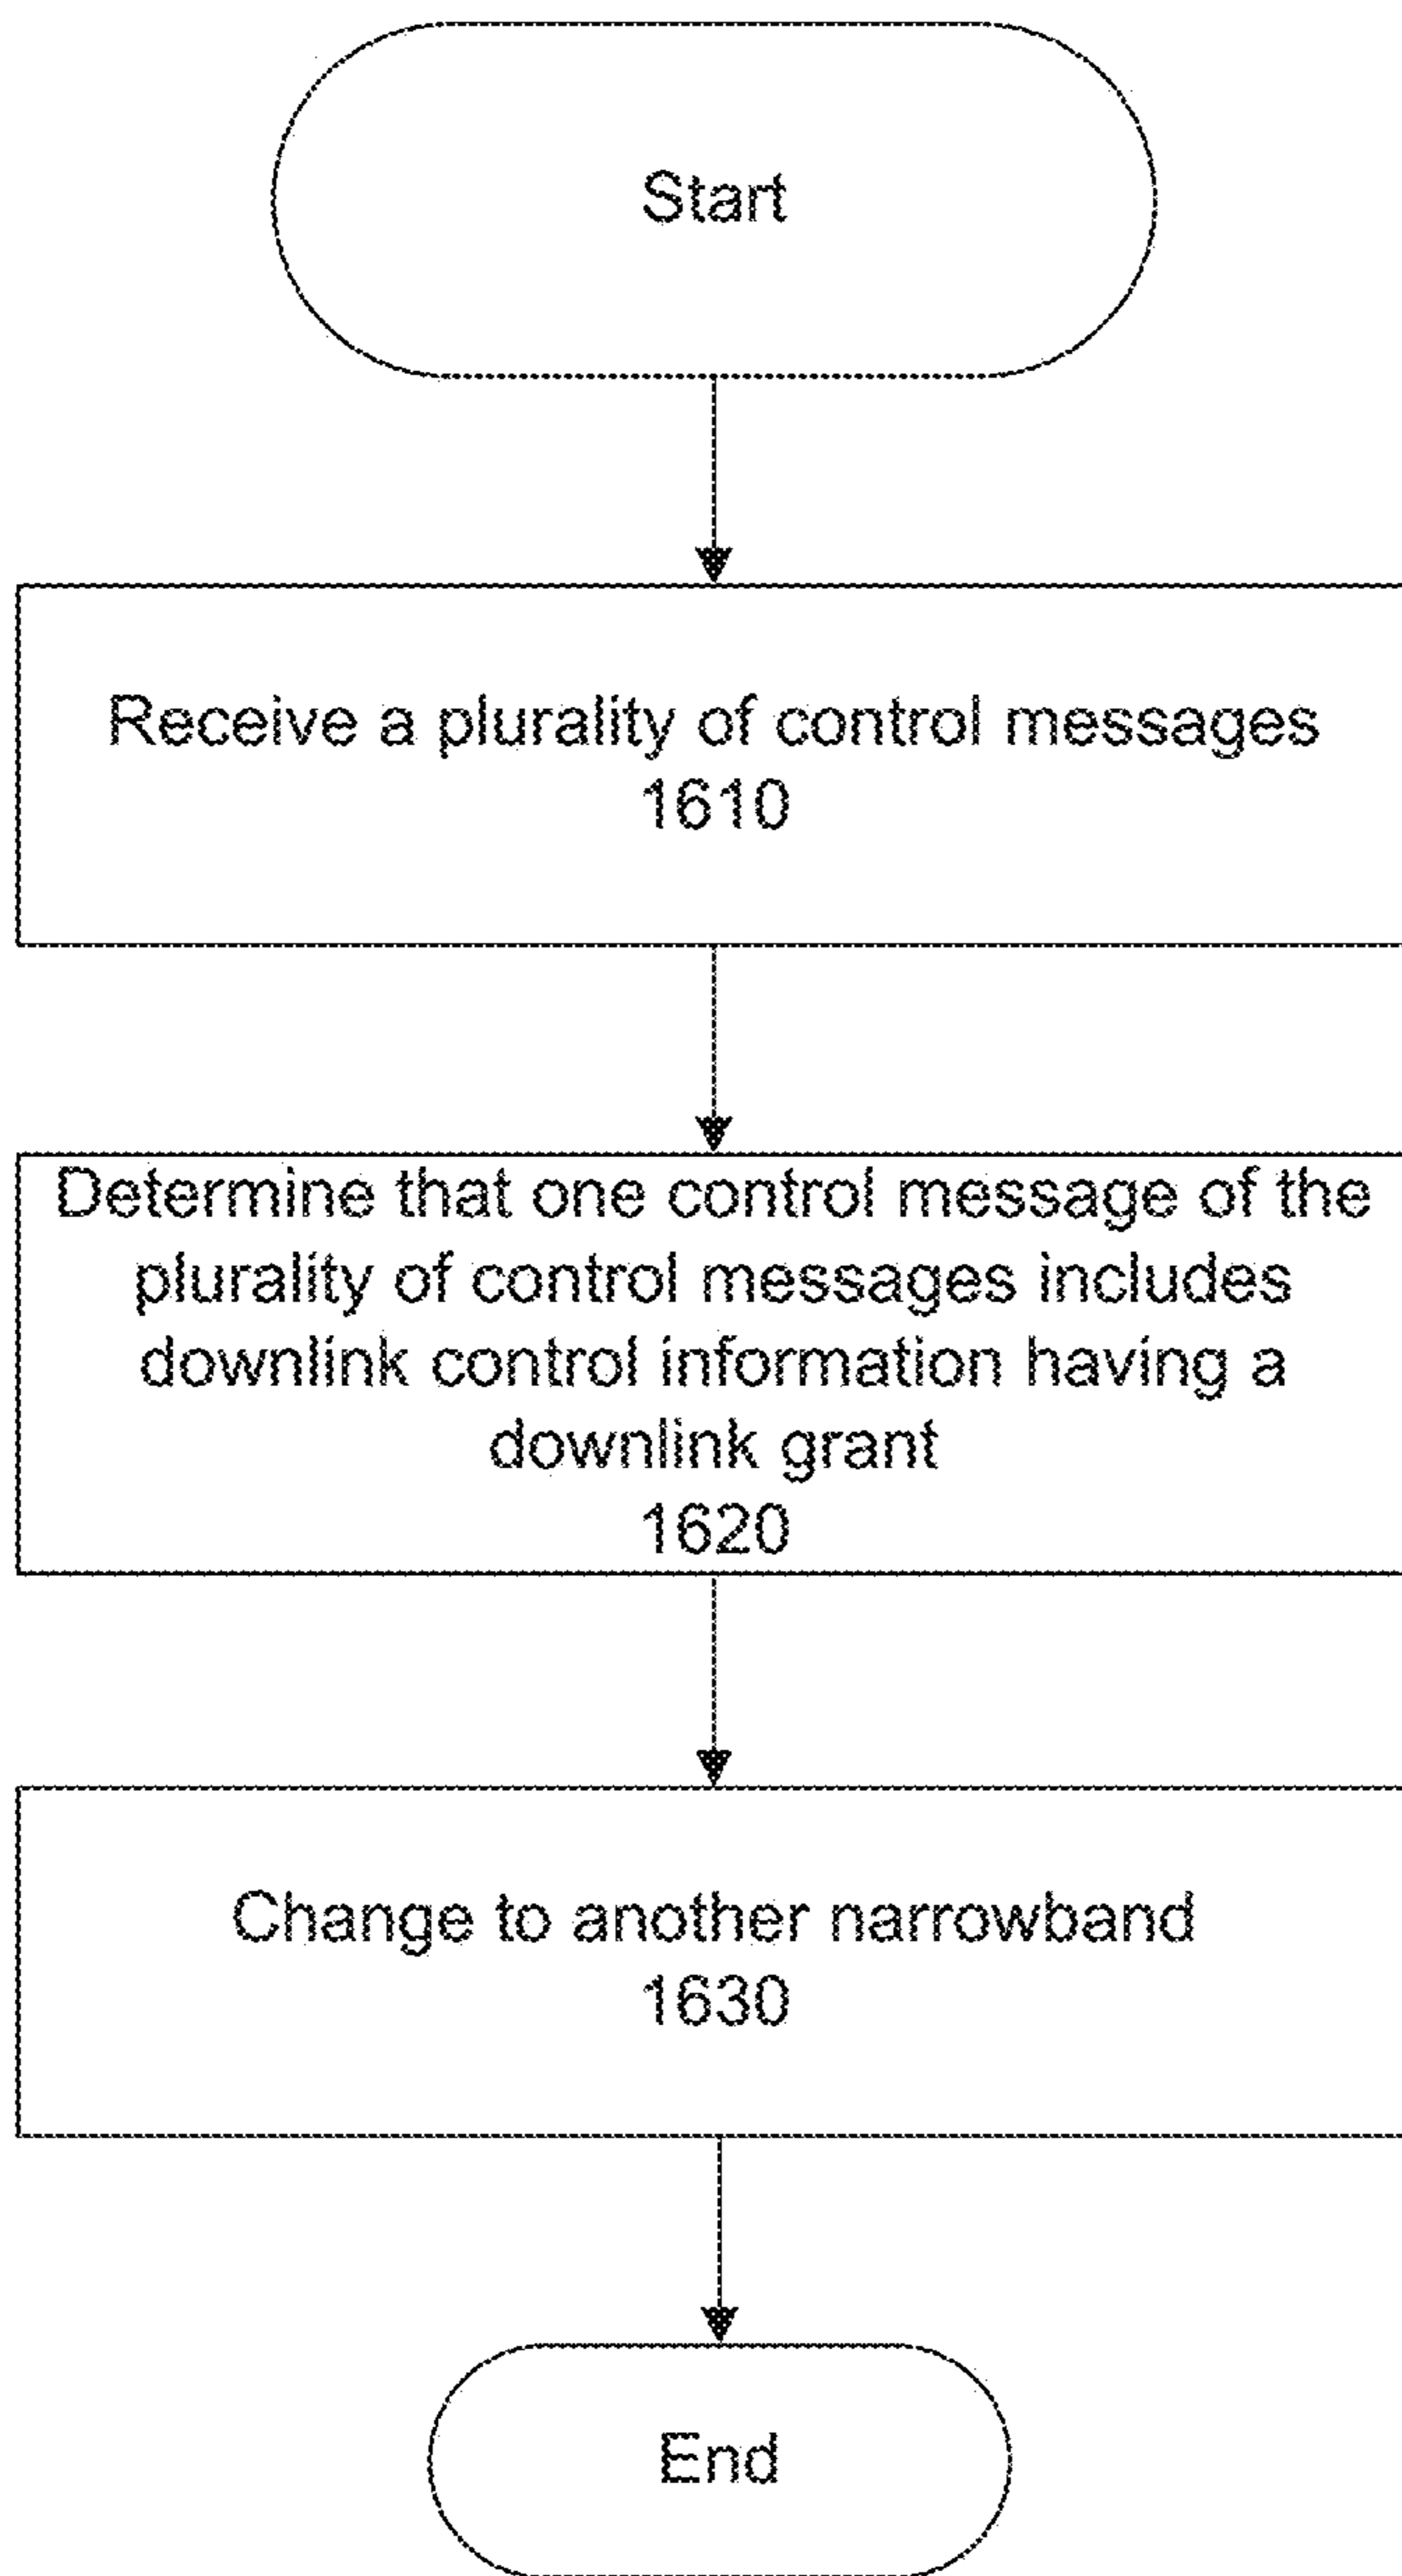 Start
Receive a plurality of control messages
1610
Determine that one control message of the
plurality of control messages includes
downlink control information having a
downlink grant
1620
Change to another narrowband
1630
End